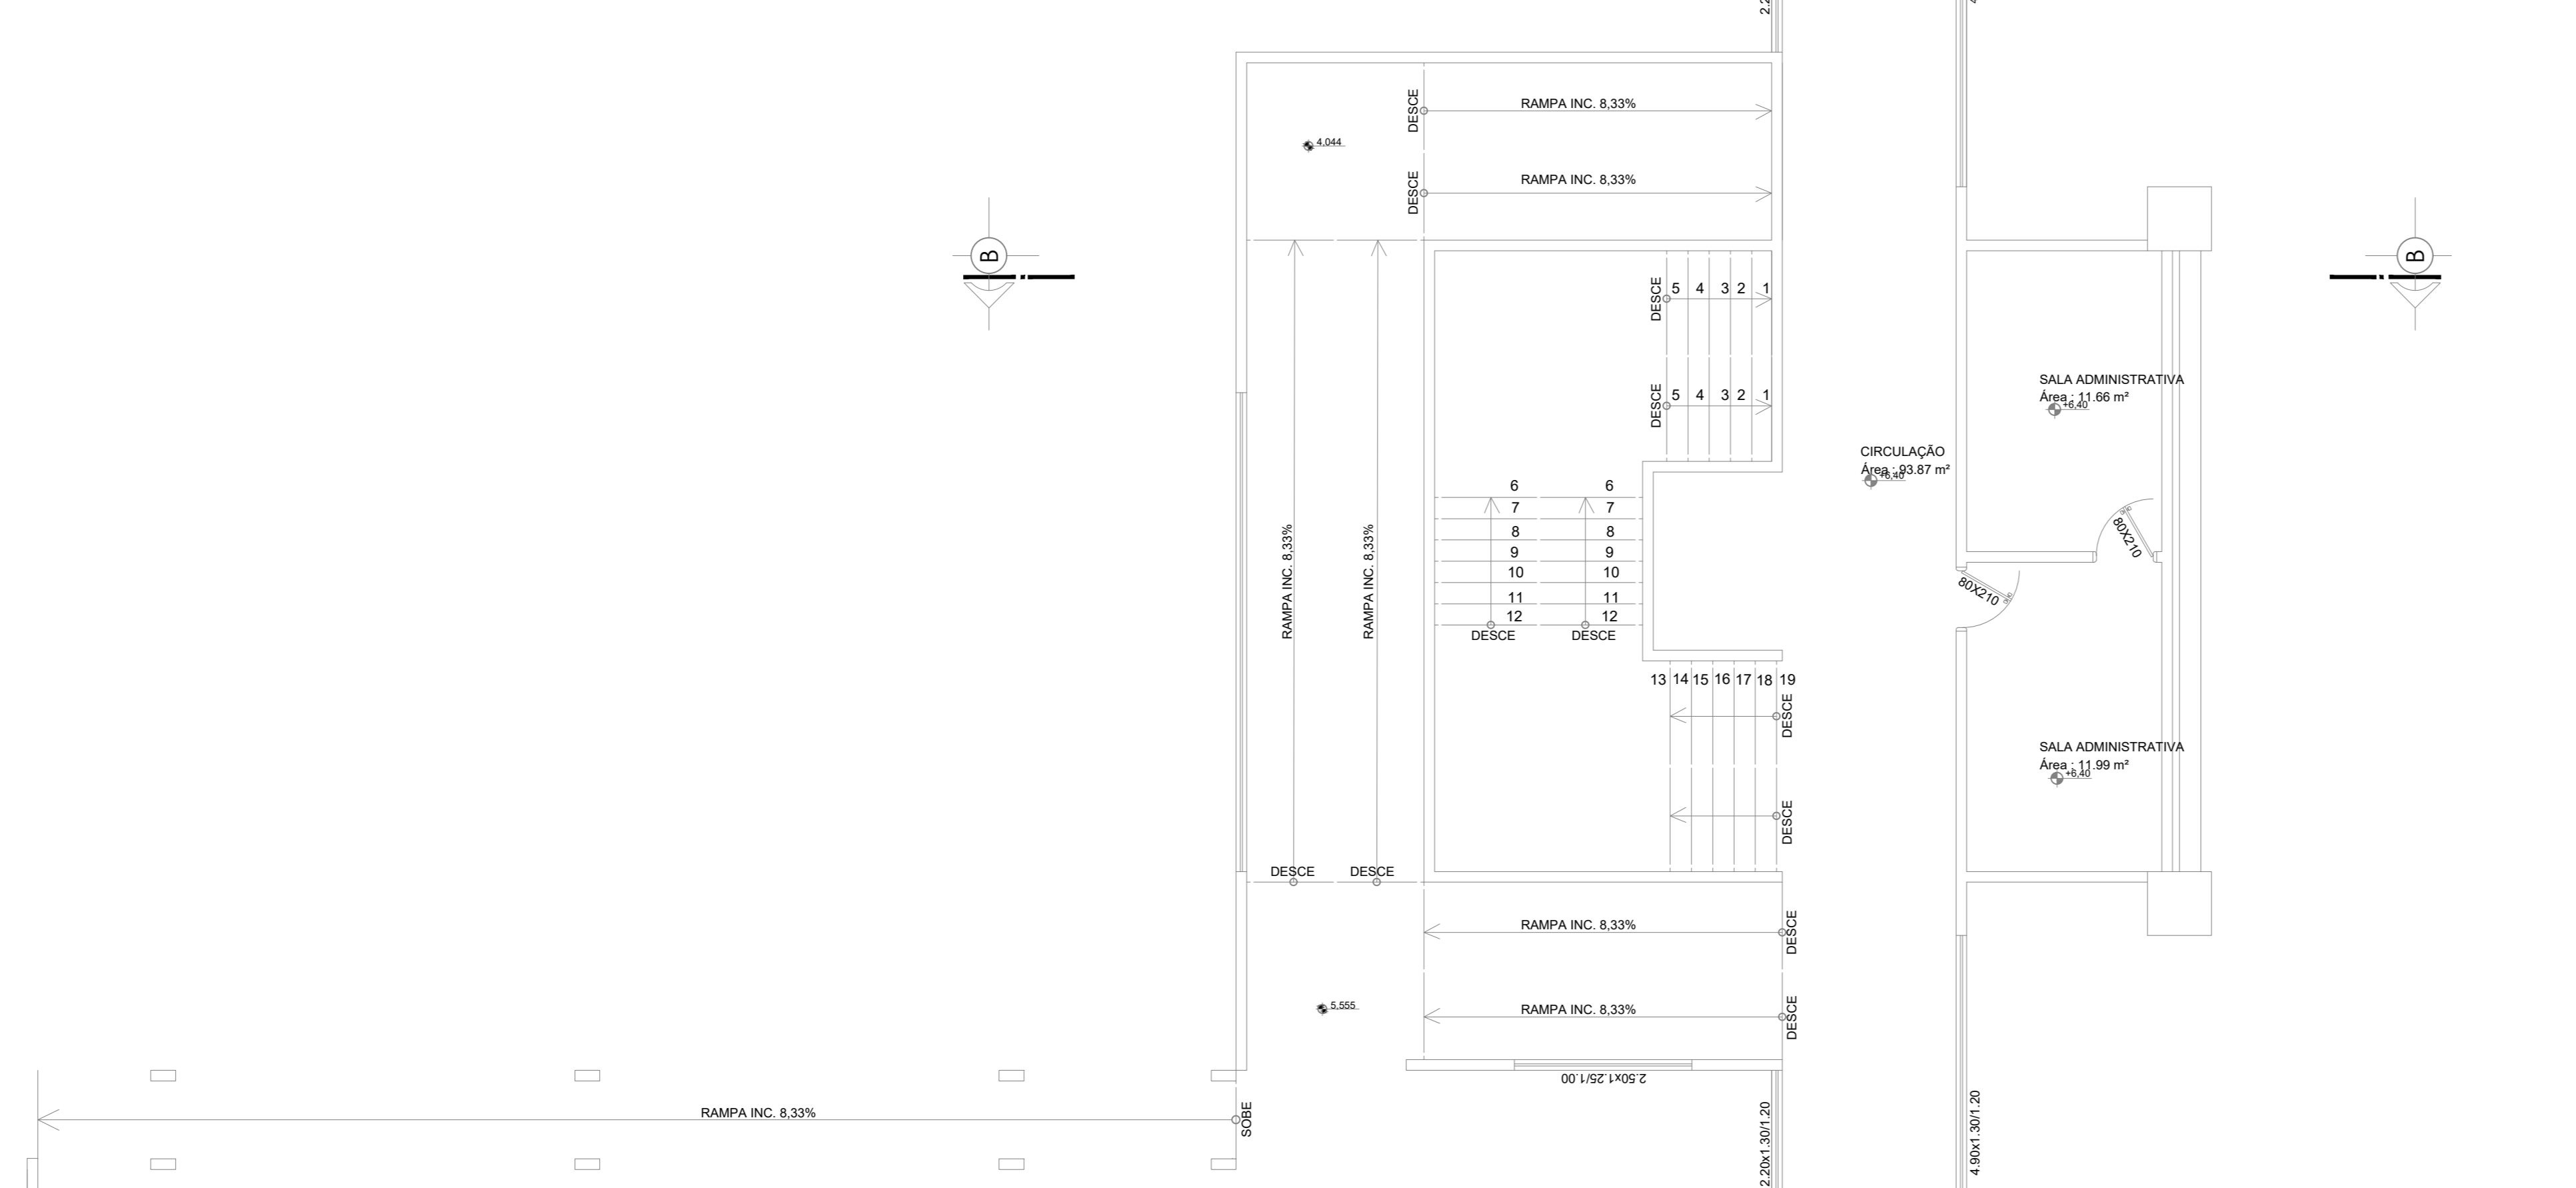 2.2
4
RAMPA INC. 8,33%
DESCE
4,044
RAMPA INC. 8,33%
DESCE
B
B
DESCE
5 4 3 2 1
DESCE
5 4 3 2 1
SALA ADMINISTRATIVA
Área : 11.66 m²
+6,40
CIRCULAÇÃO
Área : 93.87 m²
+6,40
6 6
7 7
8 8
9 9
10 10
11 11
12 12
DESCE DESCE
RAMPA INC. 8,33%
RAMPA INC. 8,33%
80X210
80X210
13 14 15 16 17 18 19
DESCE
DESCE
SALA ADMINISTRATIVA
Área : 11.99 m²
+6,40
DESCE DESCE
RAMPA INC. 8,33%
DESCE
5,555
RAMPA INC. 8,33%
DESCE
2.50x1.25/1.00
RAMPA INC. 8,33%
SOBE
2.20x1.30/1.20
4.90x1.30/1.20